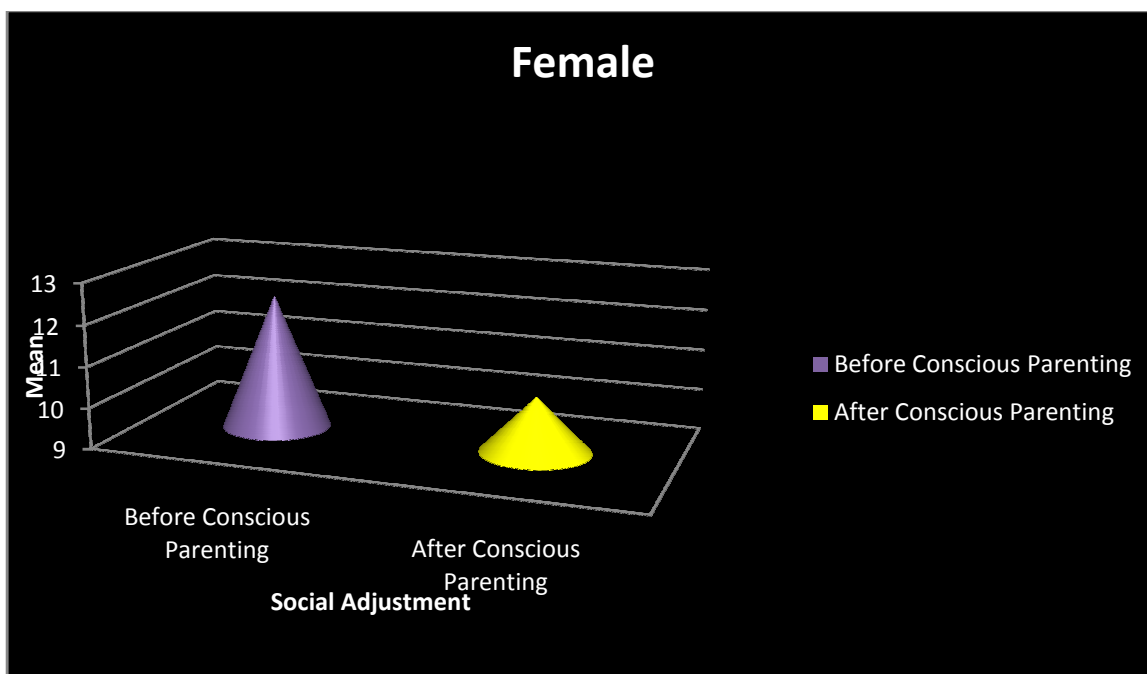 Female
13
12
11
10
9
Mean
Before Conscious
Parenting
After Conscious
Parenting
Social Adjustment
Before Conscious Parenting
After Conscious Parenting